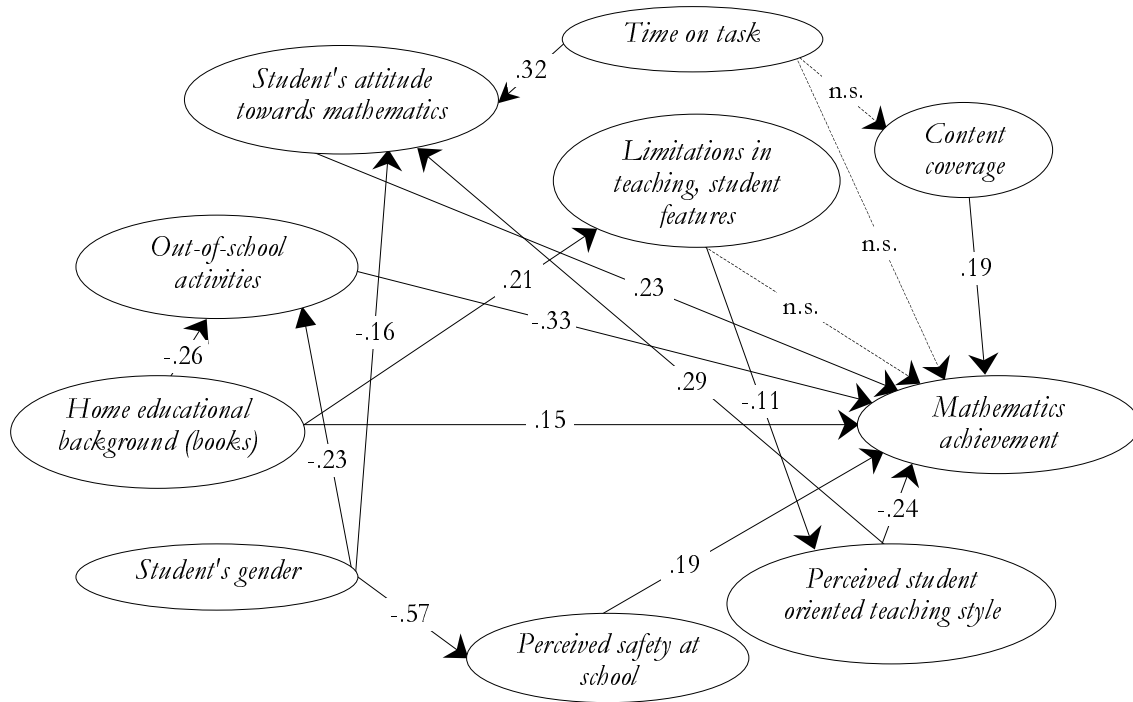 Time on task
.32
Student's attitude
towards mathematics
n.s.
Content
coverage
Limitations in
teaching, student
features
Out-of-school
activities
n.s.
.19
.21
.23
n.s.
-.33
-.16
-.26
.29
-.11
Home educational
background (books)
.15
Mathematics
achievement
-.23
-.24
Student's gender
.19
Perceived student
oriented teaching style
-.57
Perceived safety at
school